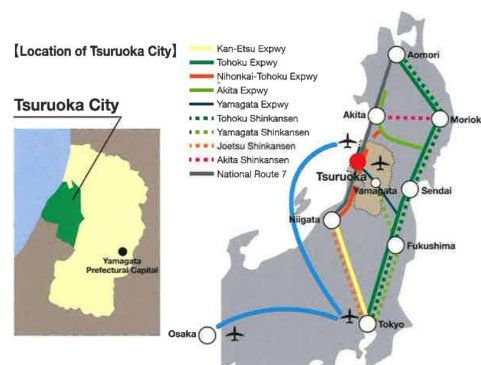 【Location of Tsuruoka City】
Tsuruoka City
Yamagata
Prefectural Capital
Kan-Etsu Expwy
Tohoku Expwy
Nihonkai-Tohoku Expwy
Akita Expwy
Yamagata Expwy
Tohoku Shinkansen
Yamagata Shinkansen
Joetsu Shinkansen
Akita Shinkansen
National Route 7
Aomori
Akita
Moriok
Tsuruoka
Yamagata
Sendai
Niigata
Fukushima
Tokyo
Osaka